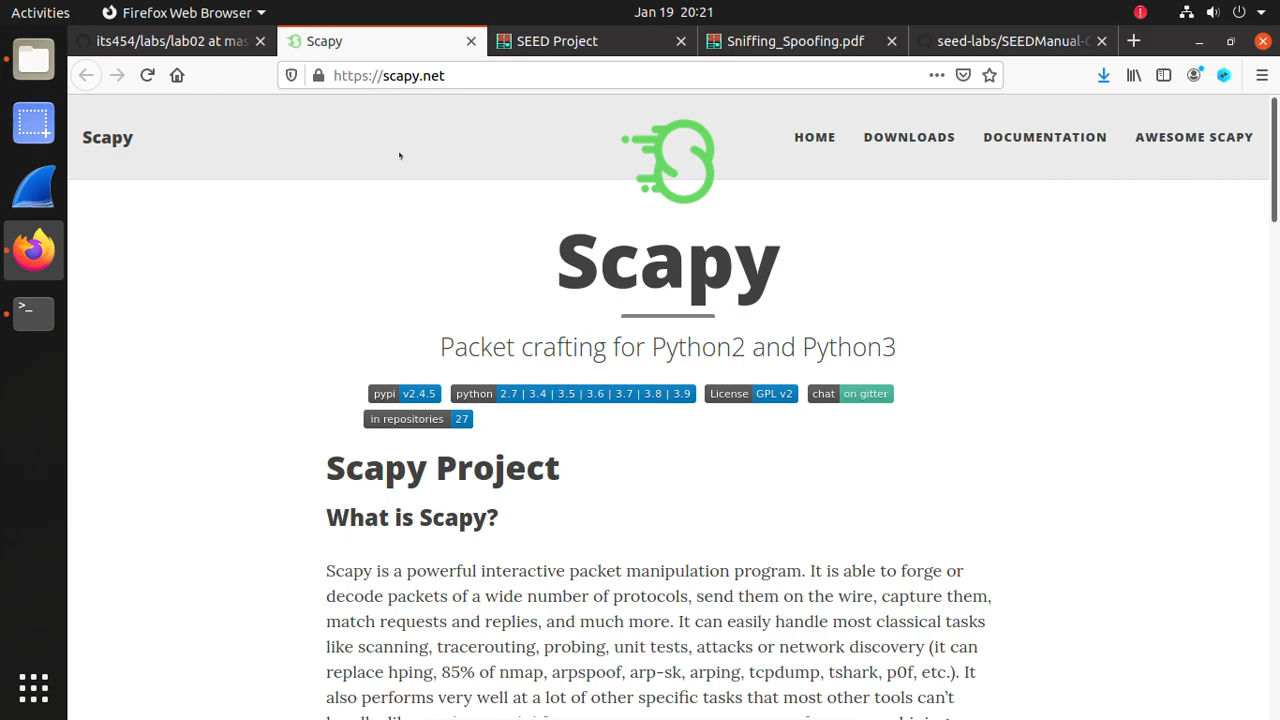 Activities
Firefox Web Browser
Jan 19 20:21
its454/labs/lab02 at mas
Scapy
SEED Project
Sniffing_Spoofing.pdf
seed-labs/SEEDManual-C
https://scapy.net
Scapy
HOME
DOWNLOADS
DOCUMENTATION
AWESOME SCAPY
Scapy
Packet crafting for Python2 and Python3
pypi v2.4.5
python 2.7 | 3.4 | 3.5 | 3.6 | 3.7 | 3.8 | 3.9
License GPL v2
chat on gitter
in repositories 27
Scapy Project
What is Scapy?
Scapy is a powerful interactive packet manipulation program. It is able to forge or
decode packets of a wide number of protocols, send them on the wire, capture them,
match requests and replies, and much more. It can easily handle most classical tasks
like scanning, tracerouting, probing, unit tests, attacks or network discovery (it can
replace hping, 85% of nmap, arpspoof, arp-sk, arping, tcpdump, tshark, p0f, etc.). It
also performs very well at a lot of other specific tasks that most other tools can’t